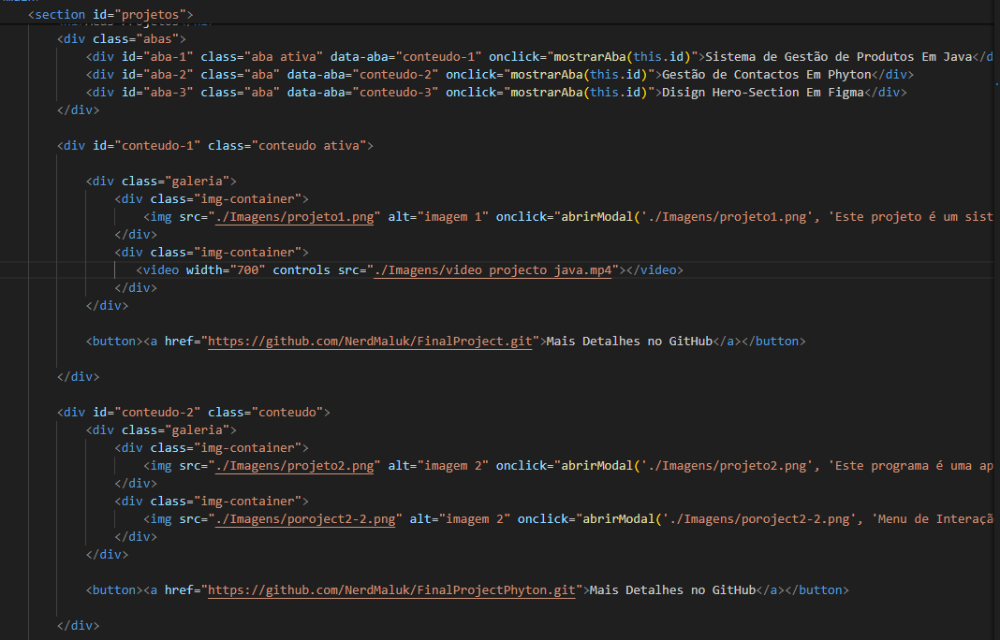 <section id="projetos">
<div class="abas">
<div id="aba-1" class="aba ativa" data-aba="conteudo-1" onclick="mostrarAba(this.id)">Sistema de Gestão de Produtos Em Java</d
<div id="aba-2" class="aba" data-aba="conteudo-2" onclick="mostrarAba(this.id)">Gestão de Contactos Em Phyton</div>
<div id="aba-3" class="aba" data-aba="conteudo-3" onclick="mostrarAba(this.id)">Disign Hero-Section Em Figma</div>
</div>
<div id="conteudo-1" class="conteudo ativa">
<div class="galeria">
<div class="img-container">
<img src="./Imagens/projeto1.png" alt="imagem 1" onclick="abrirModal('./Imagens/projeto1.png', 'Este projeto é um sist
</div>
<div class="img-container">
<video width="700" controls src="./Imagens/video projecto java.mp4"></video>
</div>
</div>
<button><a href="https://github.com/NerdMaluk/FinalProject.git">Mais Detalhes no GitHub</a></button>
</div>
<div id="conteudo-2" class="conteudo">
<div class="galeria">
<div class="img-container">
<img src="./Imagens/projeto2.png" alt="imagem 2" onclick="abrirModal('./Imagens/projeto2.png', 'Este programa é uma ap
</div>
<div class="img-container">
<img src="./Imagens/poroject2-2.png" alt="imagem 2" onclick="abrirModal('./Imagens/poroject2-2.png', 'Menu de Interaçã
</div>
</div>
<button><a href="https://github.com/NerdMaluk/FinalProjectPhyton.git">Mais Detalhes no GitHub</a></button>
</div>